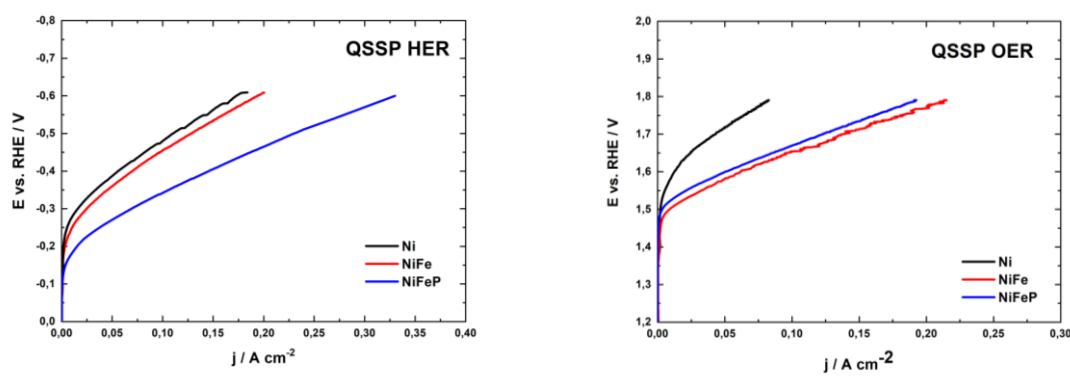 QSSP HER
E vs. RHE / V
-0,8
-0,7
-0,6
-0,5
-0,4
-0,3
-0,2
-0,1
0,0
0,00 0,05 0,10 0,15 0,20 0,25 0,30 0,35 0,40
j / A cm-2
Ni
NiFe
NiFeP
QSSP OER
E vs. RHE / V
2,0
1,9
1,8
1,7
1,6
1,5
1,4
1,3
1,2
0,00 0,05 0,10 0,15 0,20 0,25 0,30
j / A cm-2
Ni
NiFe
NiFeP